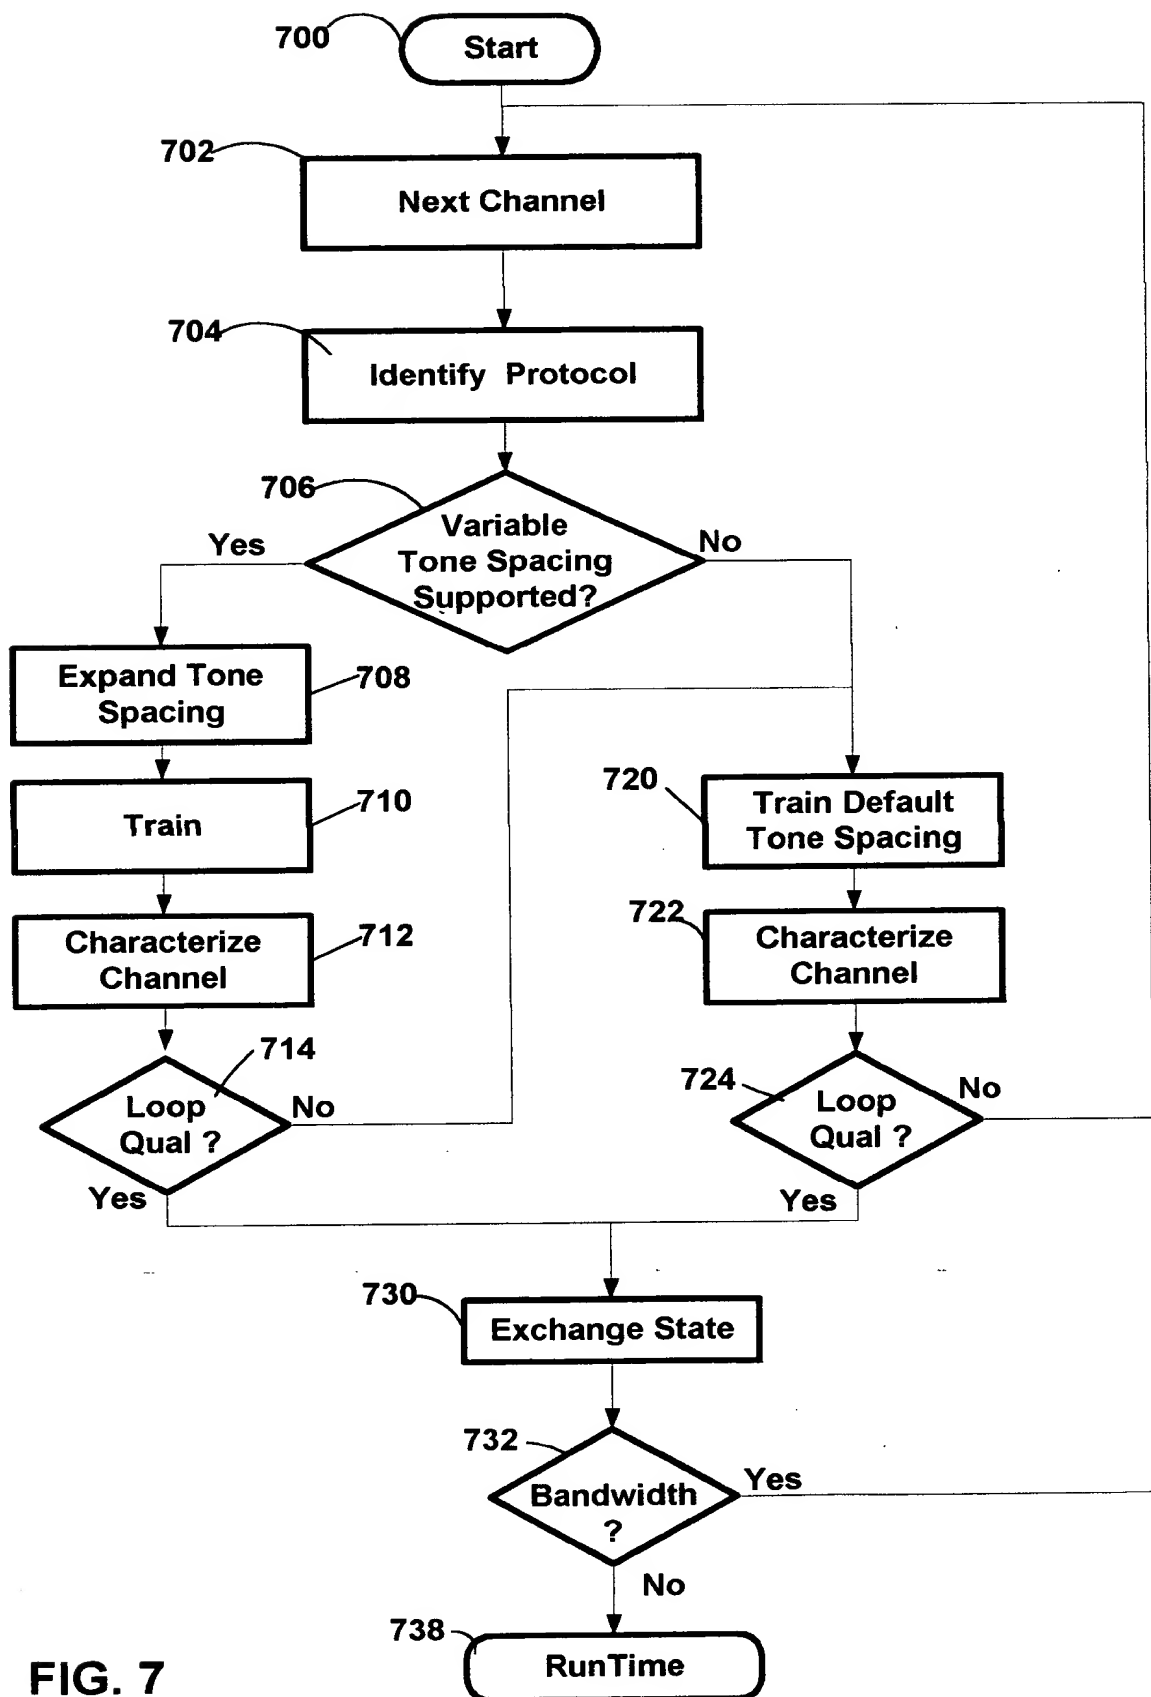 700
Start
702
Next Channel
704
Identify Protocol
706
Variable
Tone Spacing
Supported?
Yes
No
Expand Tone
Spacing
708
Train
710
Characterize
Channel
712
714
Loop
Qual ?
No
Yes
720
Train Default
Tone Spacing
722
Characterize
Channel
724
Loop
Qual ?
No
Yes
730
Exchange State
732
Bandwidth
?
Yes
No
738
RunTime
FIG. 7